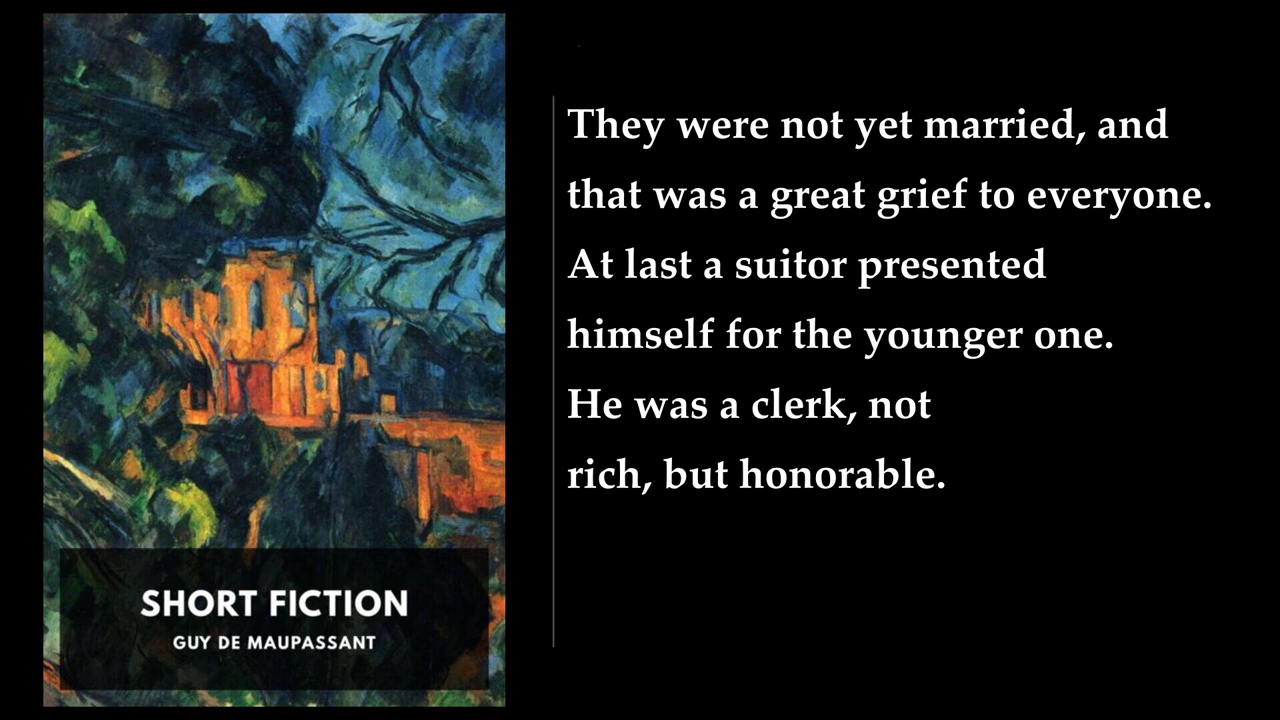 They were not yet married, and
that was a great grief to everyone.
At last a suitor presented
himself for the younger one.
He was a clerk, not
rich, but honorable.
SHORT FICTION
GUY DE MAUPASSANT